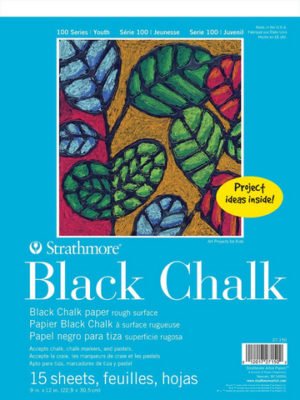 100 Series | Youth Série 100 | Jeunesse Serie 100 | Juvenil
Made in the U.S.A.
Project
ideas inside!
Art Projects for Kids
Strathmore®
Black Chalk
Black Chalk paper rough surface
Papier Black Chalk à surface rugueuse
Papel negro para tiza superficie rugosa
Accepts chalk, chalk markers, and pastels.
Accepte la craie, les marqueurs de craie et les pastels
Apto para tiza, marcadores de tiza y pastel
15 sheets, feuilles, hojas
9 in. x 12 in. (22.9 x 30.5 cm)